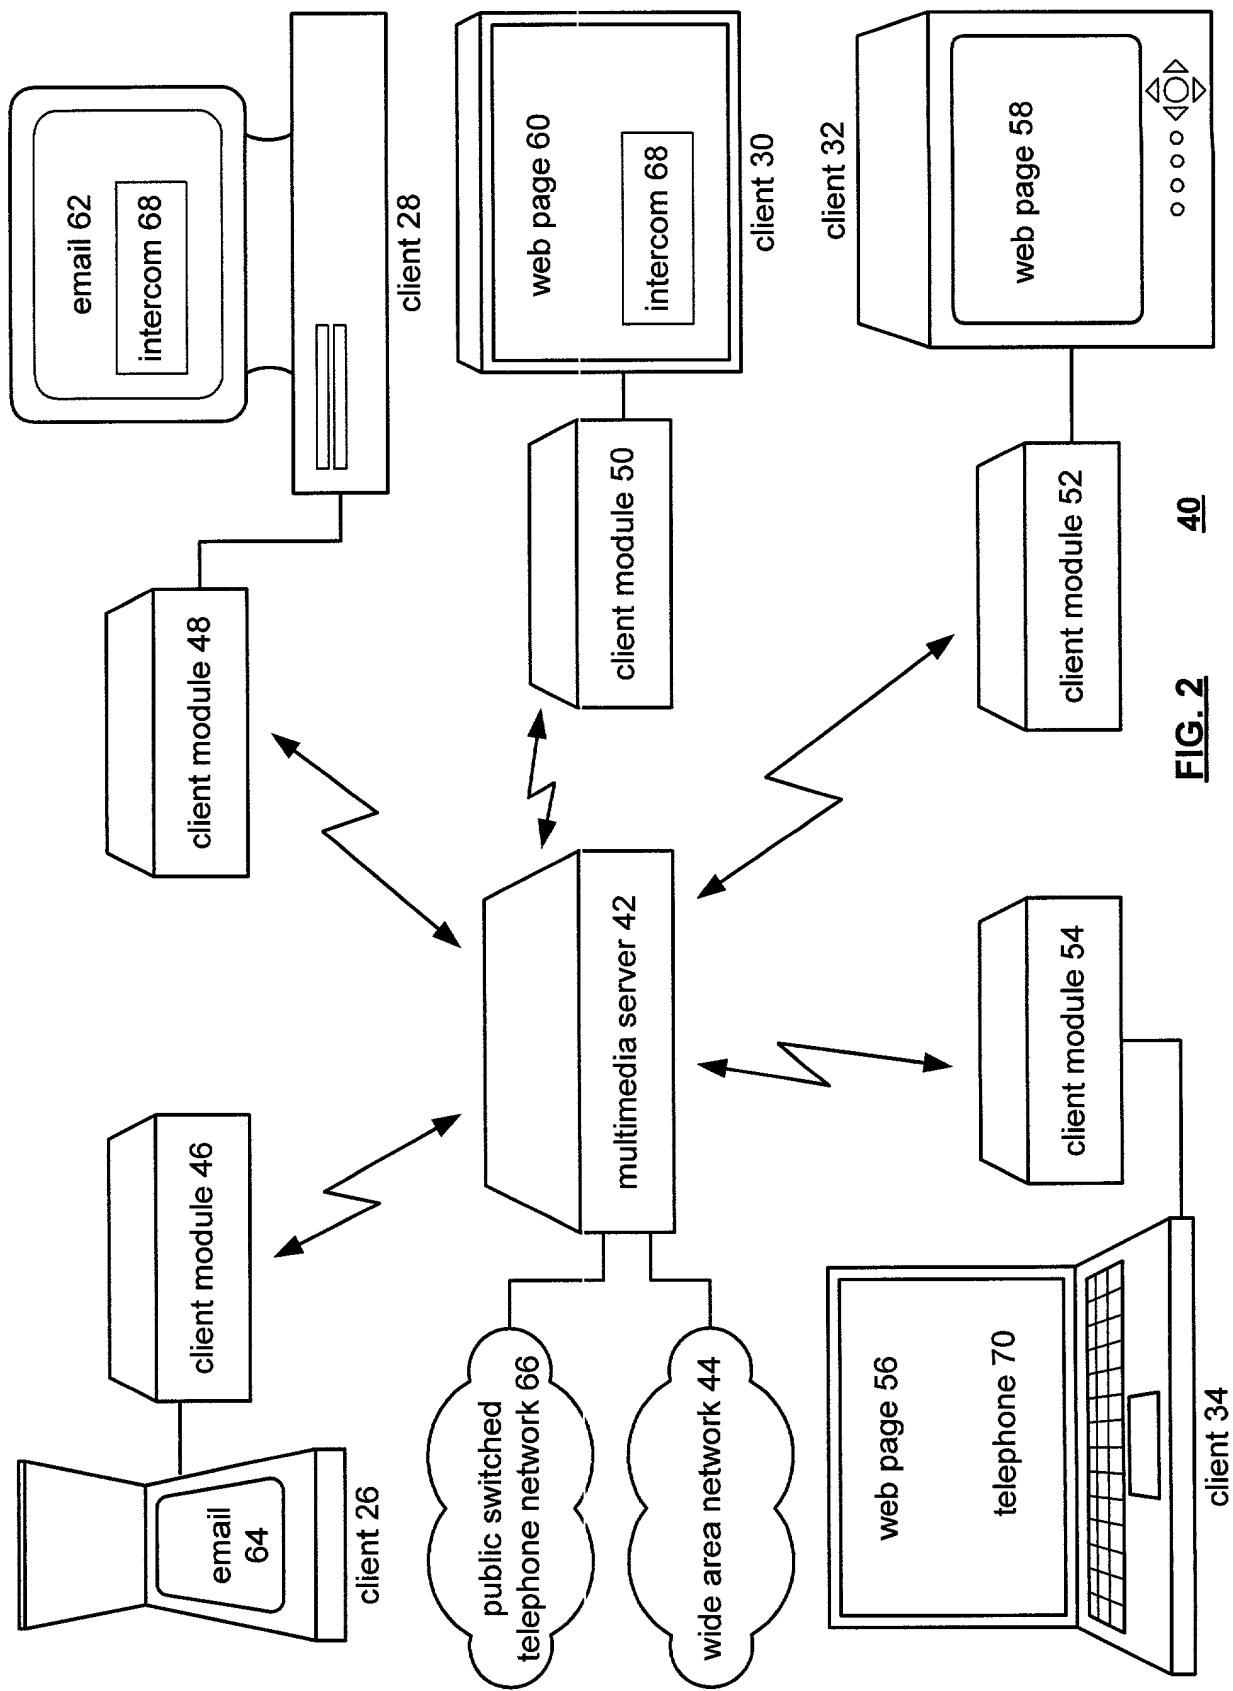 client 26
email
64
client module 46
client module 48
email 62
intercom 68
client 28
public switched
telephone network 66
wide area network 44
multimedia server 42
client module 50
web page 60
intercom 68
client 30
web page 56
telephone 70
client 34
client module 54
client module 52
client 32
web page 58
FIG. 2
40